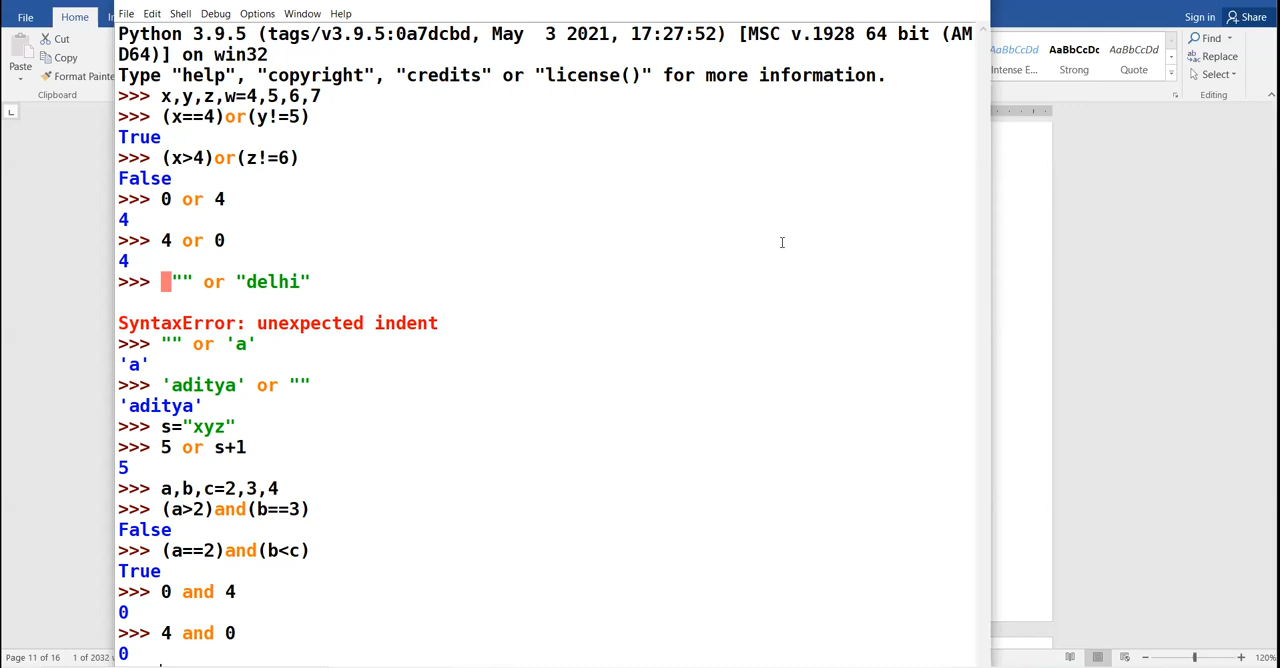 File Home
Sign in Share
File Edit Shell Debug Options Window Help
Cut
Copy
Format Painte
Paste
Clipboard
AaBbCcDd AaBbCcDc AaBbCcDd
Intense E... Strong Quote
Find
Replace
Select
Editing
Python 3.9.5 (tags/v3.9.5:0a7dcbd, May  3 2021, 17:27:52) [MSC v.1928 64 bit (AM
D64)] on win32
Type "help", "copyright", "credits" or "license()" for more information.
>>> x,y,z,w=4,5,6,7
>>> (x==4)or(y!=5)
True
>>> (x>4)or(z!=6)
False
>>> 0 or 4
4
>>> 4 or 0
4
>>>  "" or "delhi"
SyntaxError: unexpected indent
>>> "" or 'a'
'a'
>>> 'aditya' or ""
'aditya'
>>> s="xyz"
>>> 5 or s+1
5
>>> a,b,c=2,3,4
>>> (a>2)and(b==3)
False
>>> (a==2)and(b<c)
True
>>> 0 and 4
0
>>> 4 and 0
0
Page 11 of 16 1 of 2032
120%